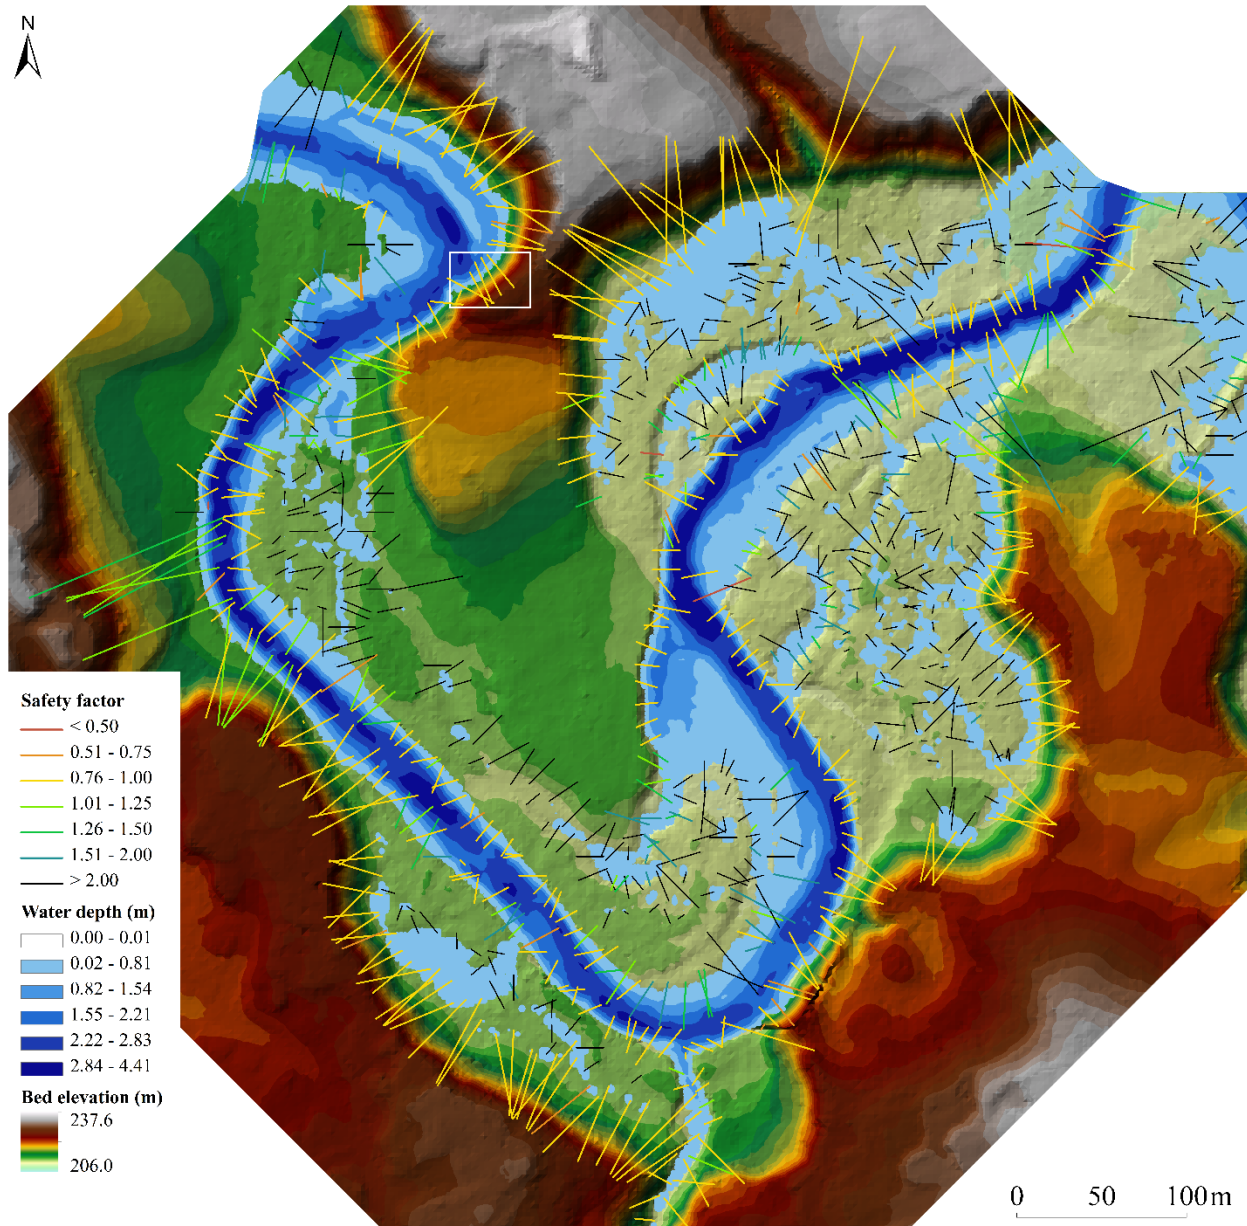 N
Safety factor
< 0.50
0.51 - 0.75
0.76 - 1.00
1.01 - 1.25
1.26 - 1.50
1.51 - 2.00
> 2.00
Water depth (m)
0.00 - 0.01
0.02 - 0.81
0.82 - 1.54
1.55 - 2.21
2.22 - 2.83
2.84 - 4.41
Bed elevation (m)
237.6
206.0
0 50 100 m